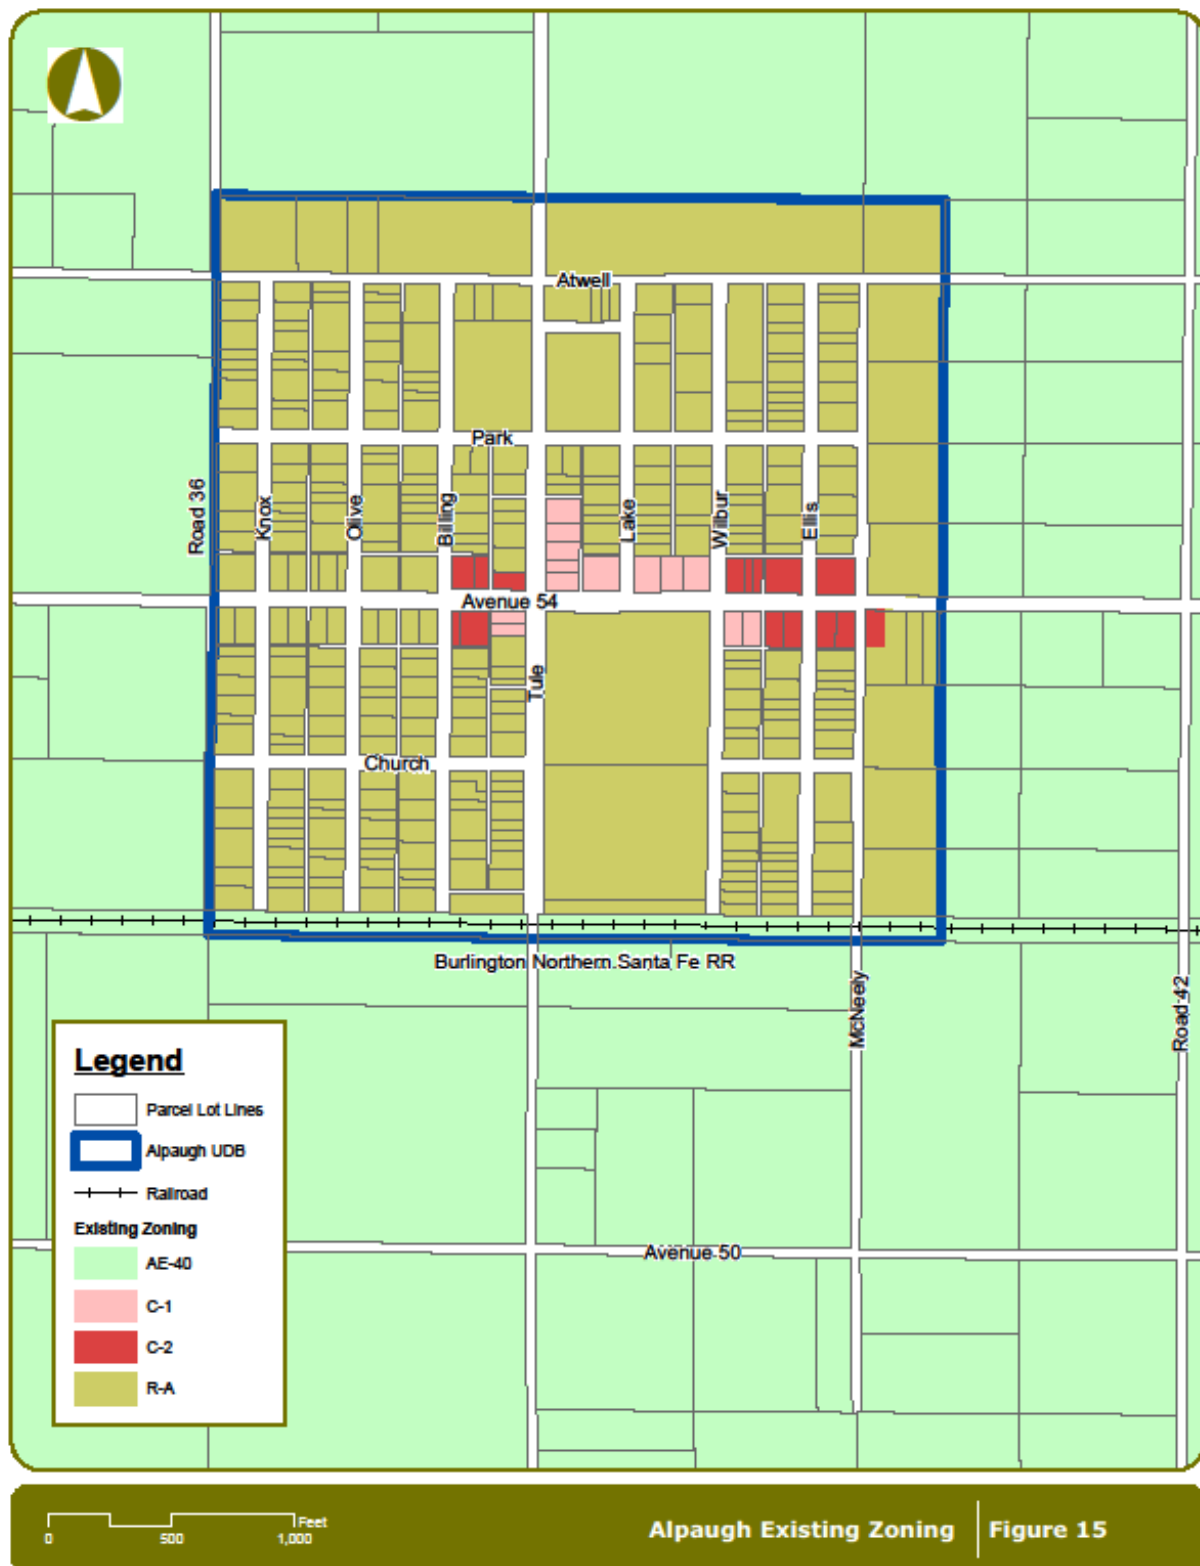 Atwell
Park
Road 36
Knox
Olive
Billing
Lake
Wilbur
Ellis
Avenue 54
Tule
Church
Burlington Northern Santa Fe RR
McNeely
Road 42
Avenue 50
Legend
Parcel Lot Lines
Alpaugh UDB
Railroad
Existing Zoning
AE-40
C-1
C-2
R-A
Feet
0 500 1,000
Alpaugh Existing Zoning Figure 15